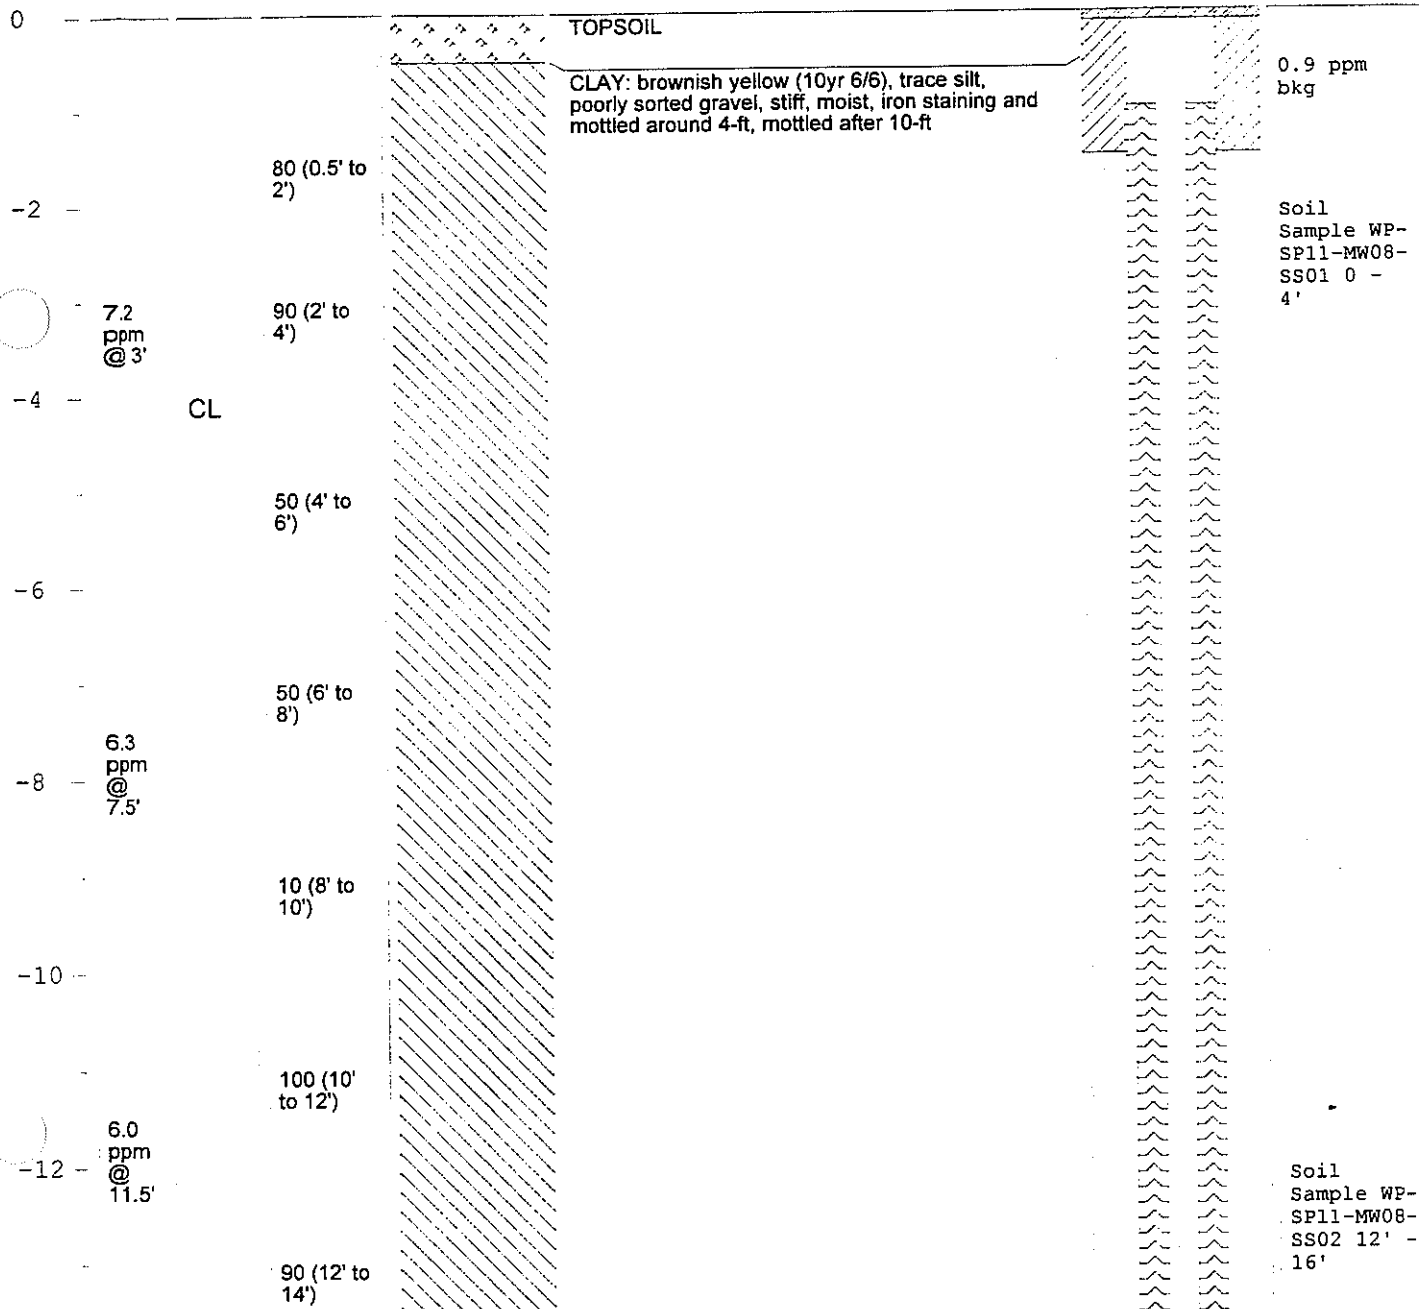 0
TOPSOIL
CLAY: brownish yellow (10yr 6/6), trace silt,
poorly sorted gravel, stiff, moist, iron staining and
mottled around 4-ft, mottled after 10-ft
0.9 ppm
bkg
80 (0.5' to
2')
-2
Soil
Sample WP-
SP11-MW08-
SS01 0 -
4'
7.2
ppm
@ 3'
90 (2' to
4')
-4
CL
50 (4' to
6')
-6
50 (6' to
8')
6.3
ppm
@
7.5'
-8
10 (8' to
10')
-10
100 (10'
to 12')
6.0
ppm
@
11.5'
-12
Soil
Sample WP-
SP11-MW08-
SS02 12' -
16'
90 (12' to
14')